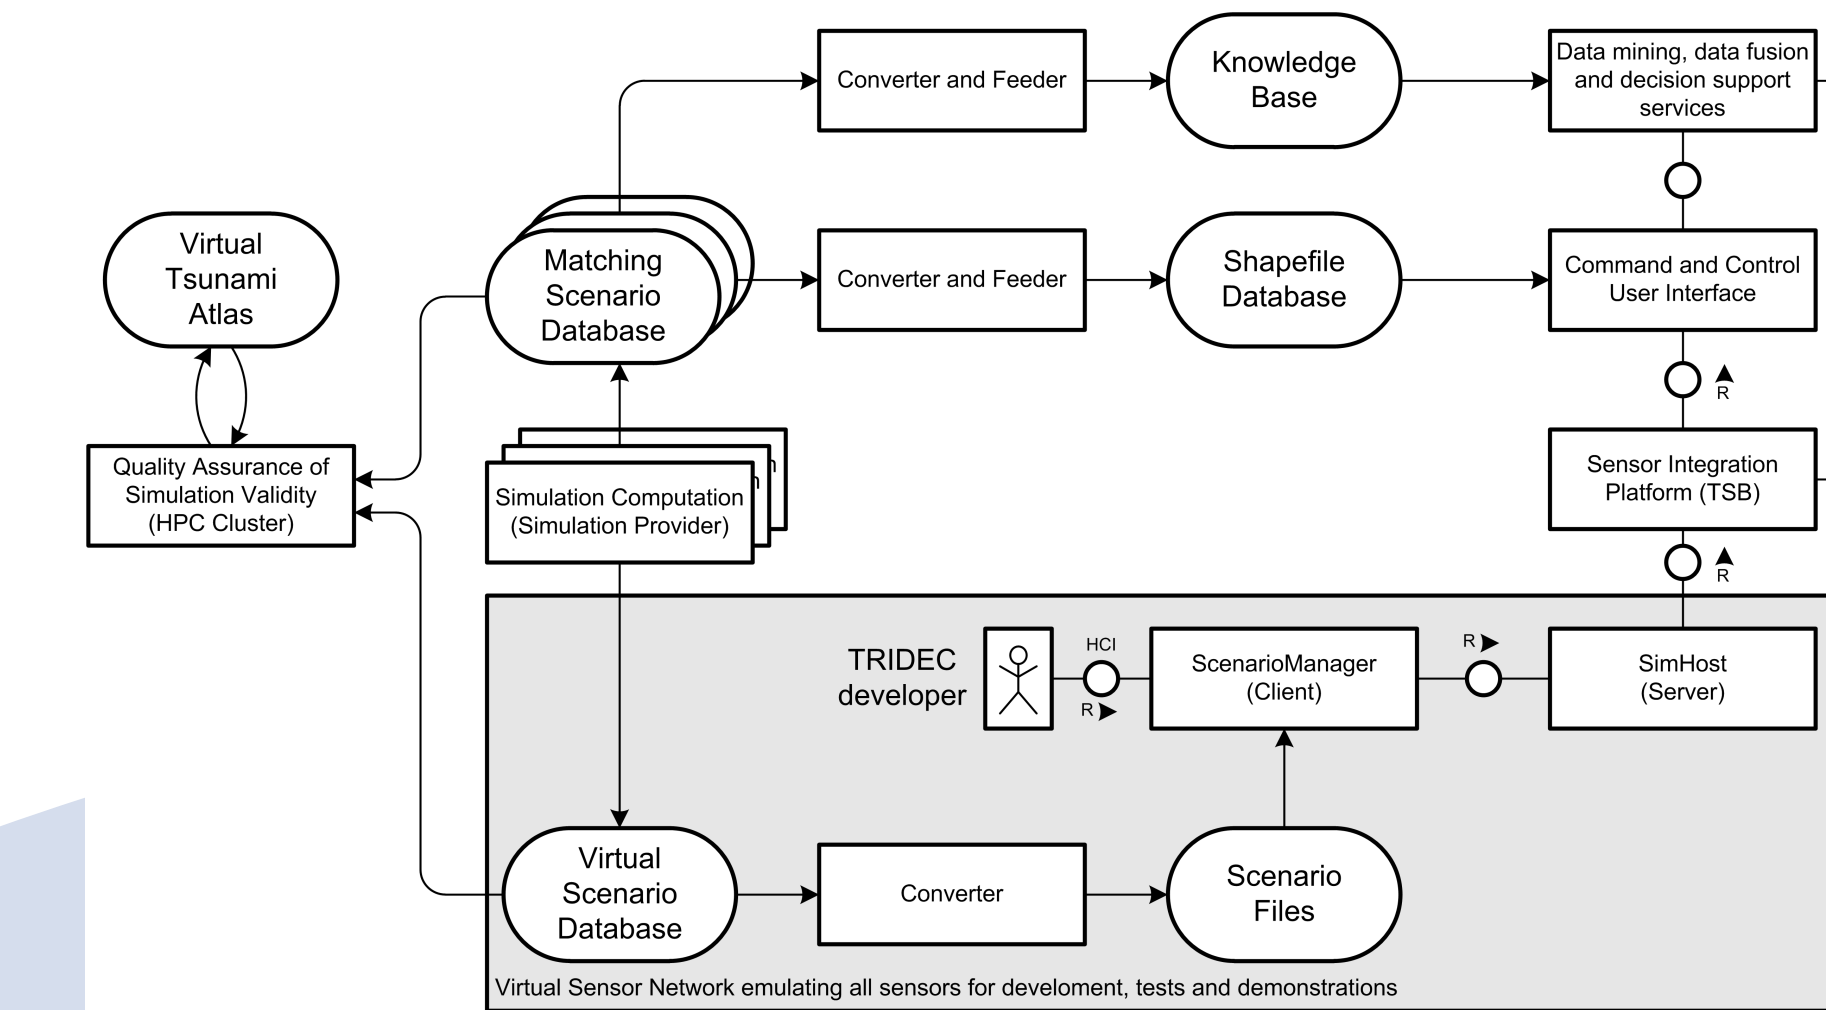 Converter and Feeder
Knowledge
Base
Data mining, data fusion
and decision support
services
Virtual
Tsunami
Atlas
Matching
Scenario
Database
Converter and Feeder
Shapefile
Database
Command and Control
User Interface
R
Quality Assurance of
Simulation Validity
(HPC Cluster)
Simulation Computation
(Simulation Provider)
n
n
Sensor Integration
Platform (TSB)
R
TRIDEC
developer
HCI
R
ScenarioManager
(Client)
R
SimHost
(Server)
Virtual
Scenario
Database
Converter
Scenario
Files
Virtual Sensor Network emulating all sensors for develoment, tests and demonstrations